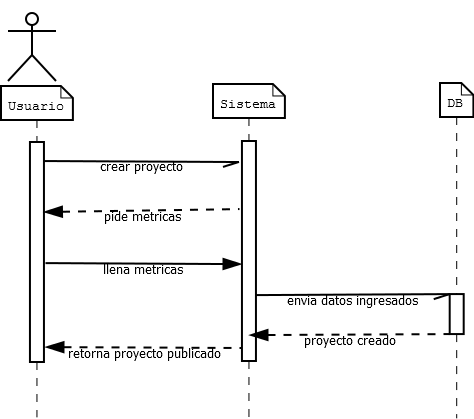 Usuario
Sistema
DB
crear proyecto
pide metricas
llena metricas
envia datos ingresados
proyecto creado
retorna proyecto publicado